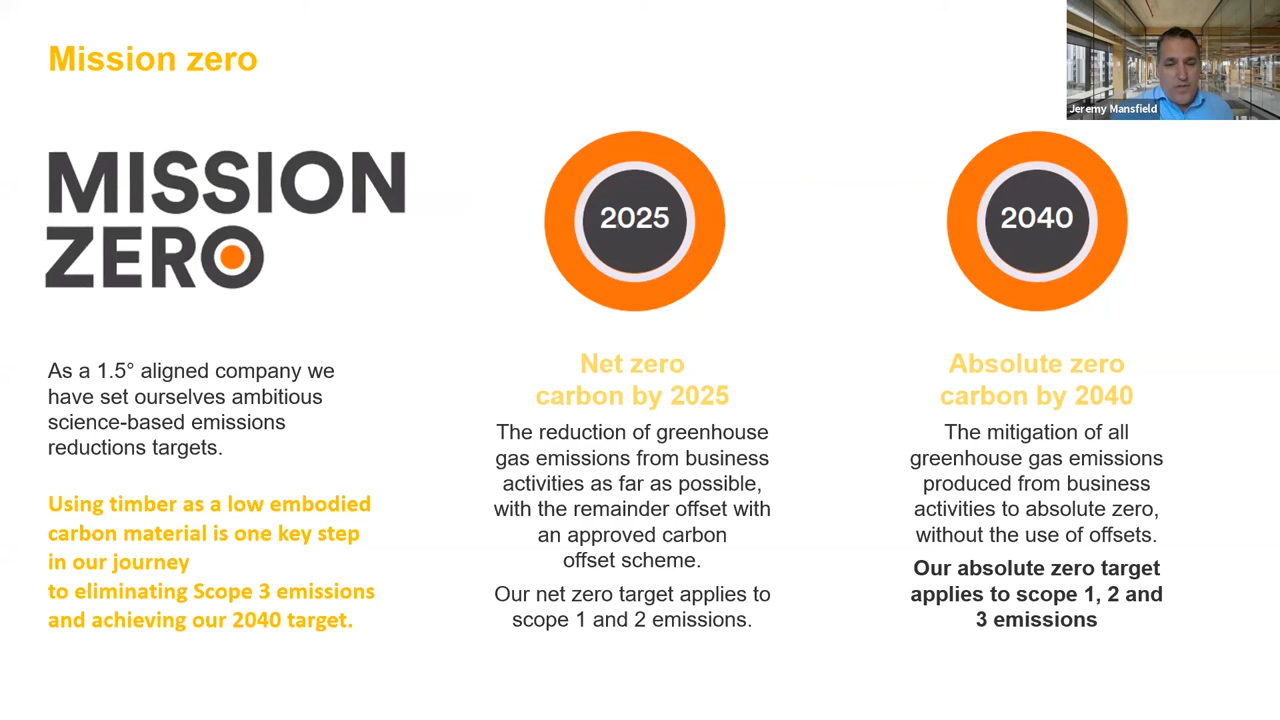 Mission zero
Jeremy Mansfield
MISSION
ZERO
As a 1.5° aligned company we
have set ourselves ambitious
science-based emissions
reductions targets.
Using timber as a low embodied
carbon material is one key step
in our journey
to eliminating Scope 3 emissions
and achieving our 2040 target.
2025
Net zero
carbon by 2025
The reduction of greenhouse
gas emissions from business
activities as far as possible,
with the remainder offset with
an approved carbon
offset scheme.
Our net zero target applies to
scope 1 and 2 emissions.
2040
Absolute zero
carbon by 2040
The mitigation of all
greenhouse gas emissions
produced from business
activities to absolute zero,
without the use of offsets.
Our absolute zero target
applies to scope 1, 2 and
3 emissions